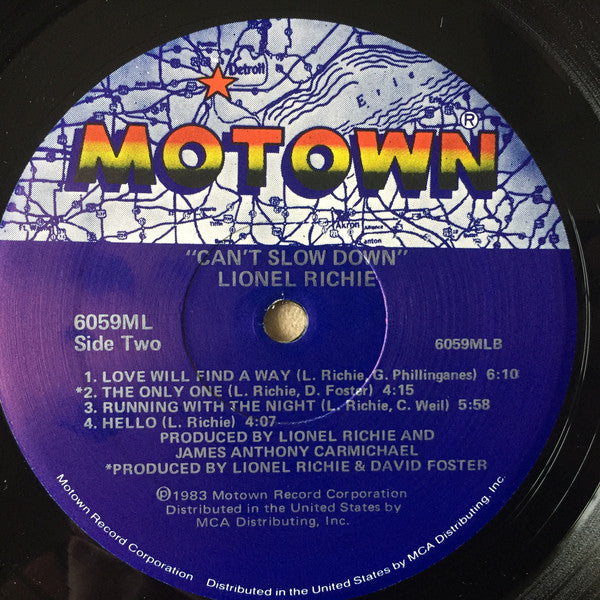 Detroit
Erie
MOTOWN®
Akron
Alliance
"CAN'T SLOW DOWN"
LIONEL RICHIE
6059ML
Side Two
6059MLB
1. LOVE WILL FIND A WAY (L. Richie, G. Phillinganes) 6:10
*2. THE ONLY ONE (L. Richie, D. Foster) 4:15
3. RUNNING WITH THE NIGHT (L. Richie, C. Weil) 5:58
4. HELLO (L. Richie) 4:07
PRODUCED BY LIONEL RICHIE AND
JAMES ANTHONY CARMICHAEL
*PRODUCED BY LIONEL RICHIE & DAVID FOSTER
℗1983 Motown Record Corporation
Distributed in the United States by
MCA Distributing, Inc.
Motown Record Corporation Distributed in the United States by MCA Distributing, Inc.